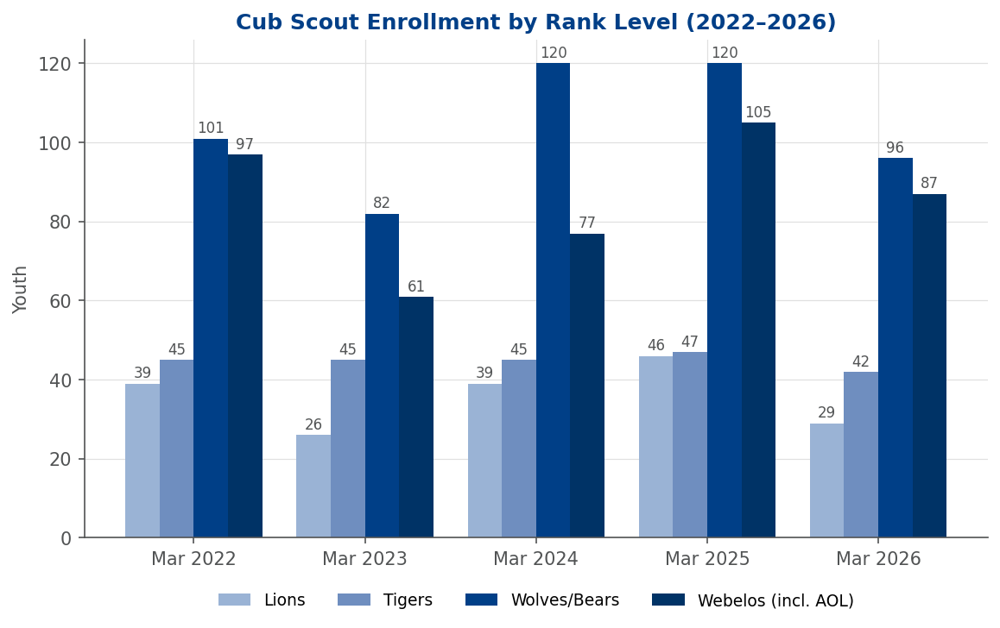 Cub Scout Enrollment by Rank Level (2022–2026)
Youth
120
100
80
60
40
20
0
39
45
101
97
26
45
82
61
39
45
120
77
46
47
120
105
29
42
96
87
Mar 2022
Mar 2023
Mar 2024
Mar 2025
Mar 2026
Lions
Tigers
Wolves/Bears
Webelos (incl. AOL)